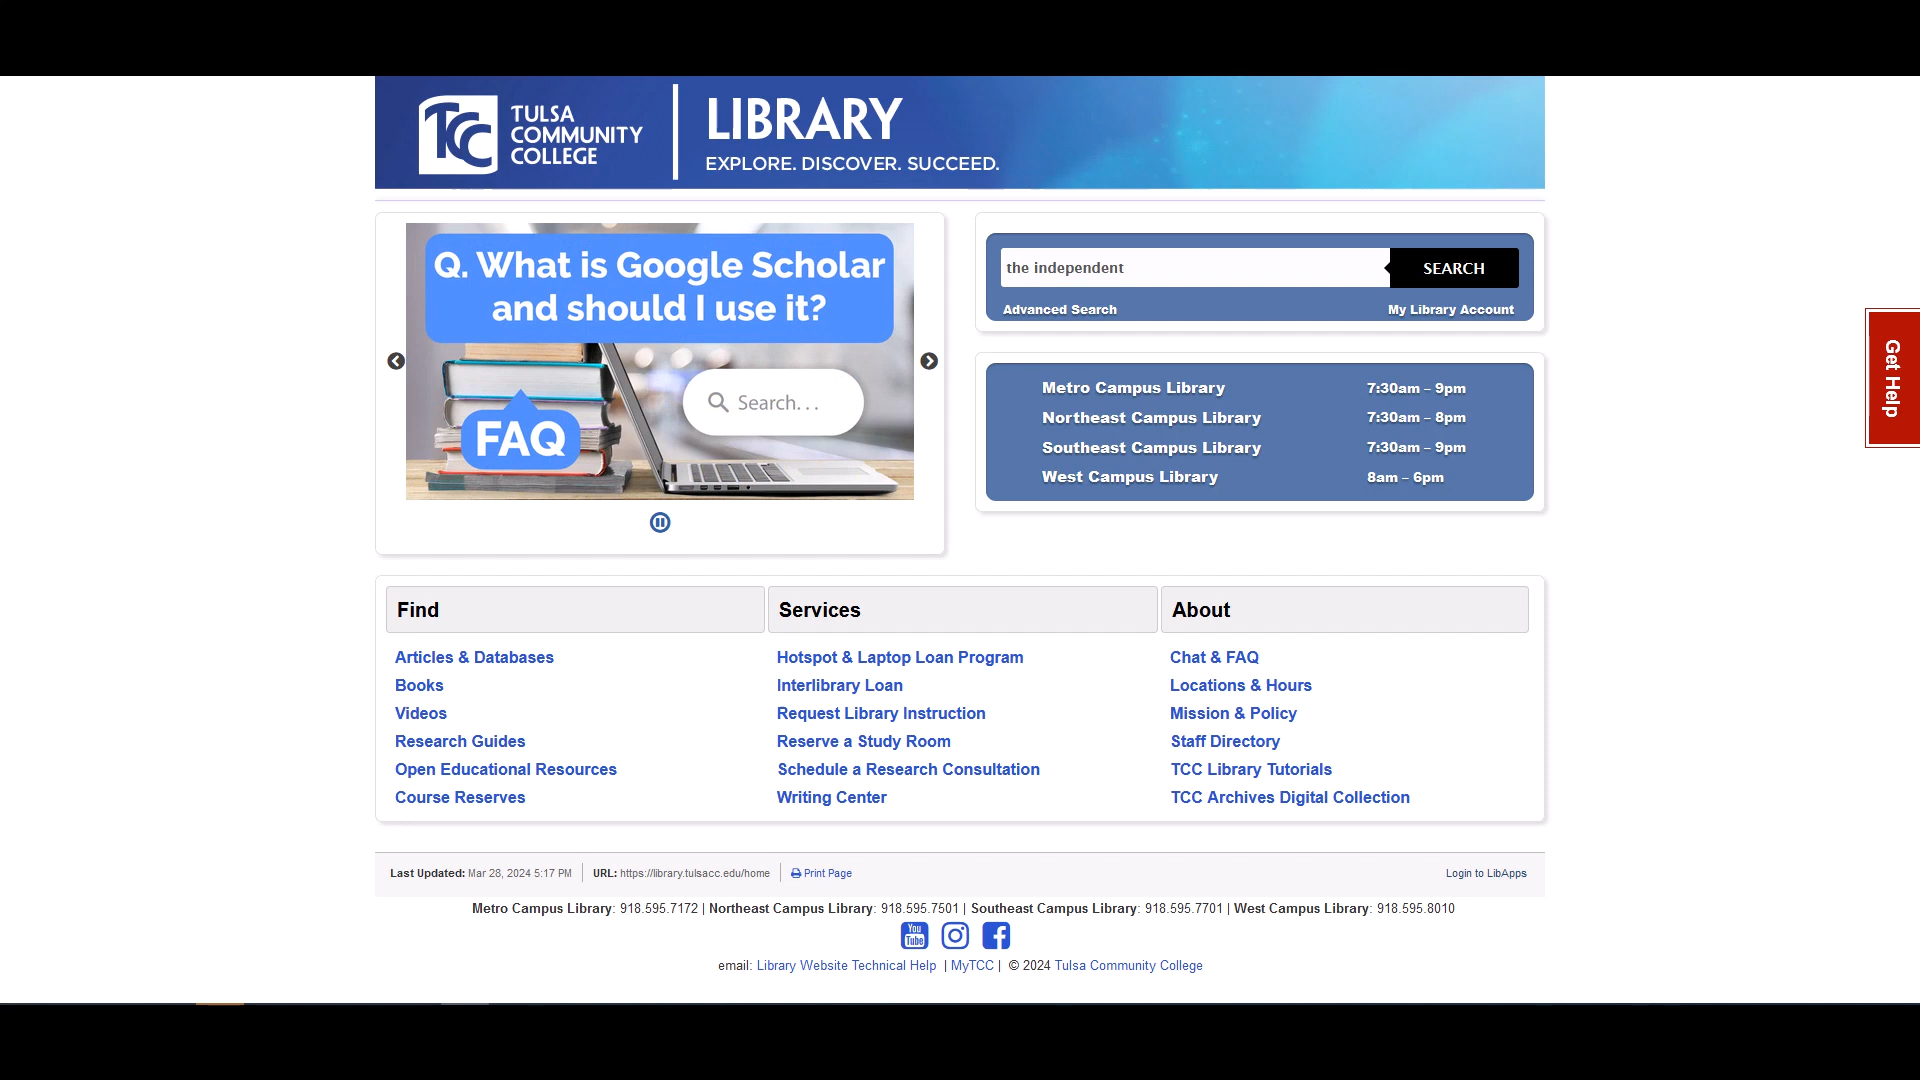 TCC
TULSA
COMMUNITY
COLLEGE
LIBRARY
EXPLORE. DISCOVER. SUCCEED.
Q. What is Google Scholar
and should I use it?
Search...
FAQ
the independent
SEARCH
Advanced Search
My Library Account
Metro Campus Library 7:30am – 9pm
Northeast Campus Library 7:30am – 8pm
Southeast Campus Library 7:30am – 9pm
West Campus Library 8am – 6pm
Get Help
Find
Articles & Databases
Books
Videos
Research Guides
Open Educational Resources
Course Reserves
Services
Hotspot & Laptop Loan Program
Interlibrary Loan
Request Library Instruction
Reserve a Study Room
Schedule a Research Consultation
Writing Center
About
Chat & FAQ
Locations & Hours
Mission & Policy
Staff Directory
TCC Library Tutorials
TCC Archives Digital Collection
Last Updated: Mar 28, 2024 5:17 PM
URL: https://library.tulsacc.edu/home
Print Page
Login to LibApps
Metro Campus Library: 918.595.7172 | Northeast Campus Library: 918.595.7501 | Southeast Campus Library: 918.595.7701 | West Campus Library: 918.595.8010
You
Tube
email: Library Website Technical Help | MyTCC | © 2024 Tulsa Community College